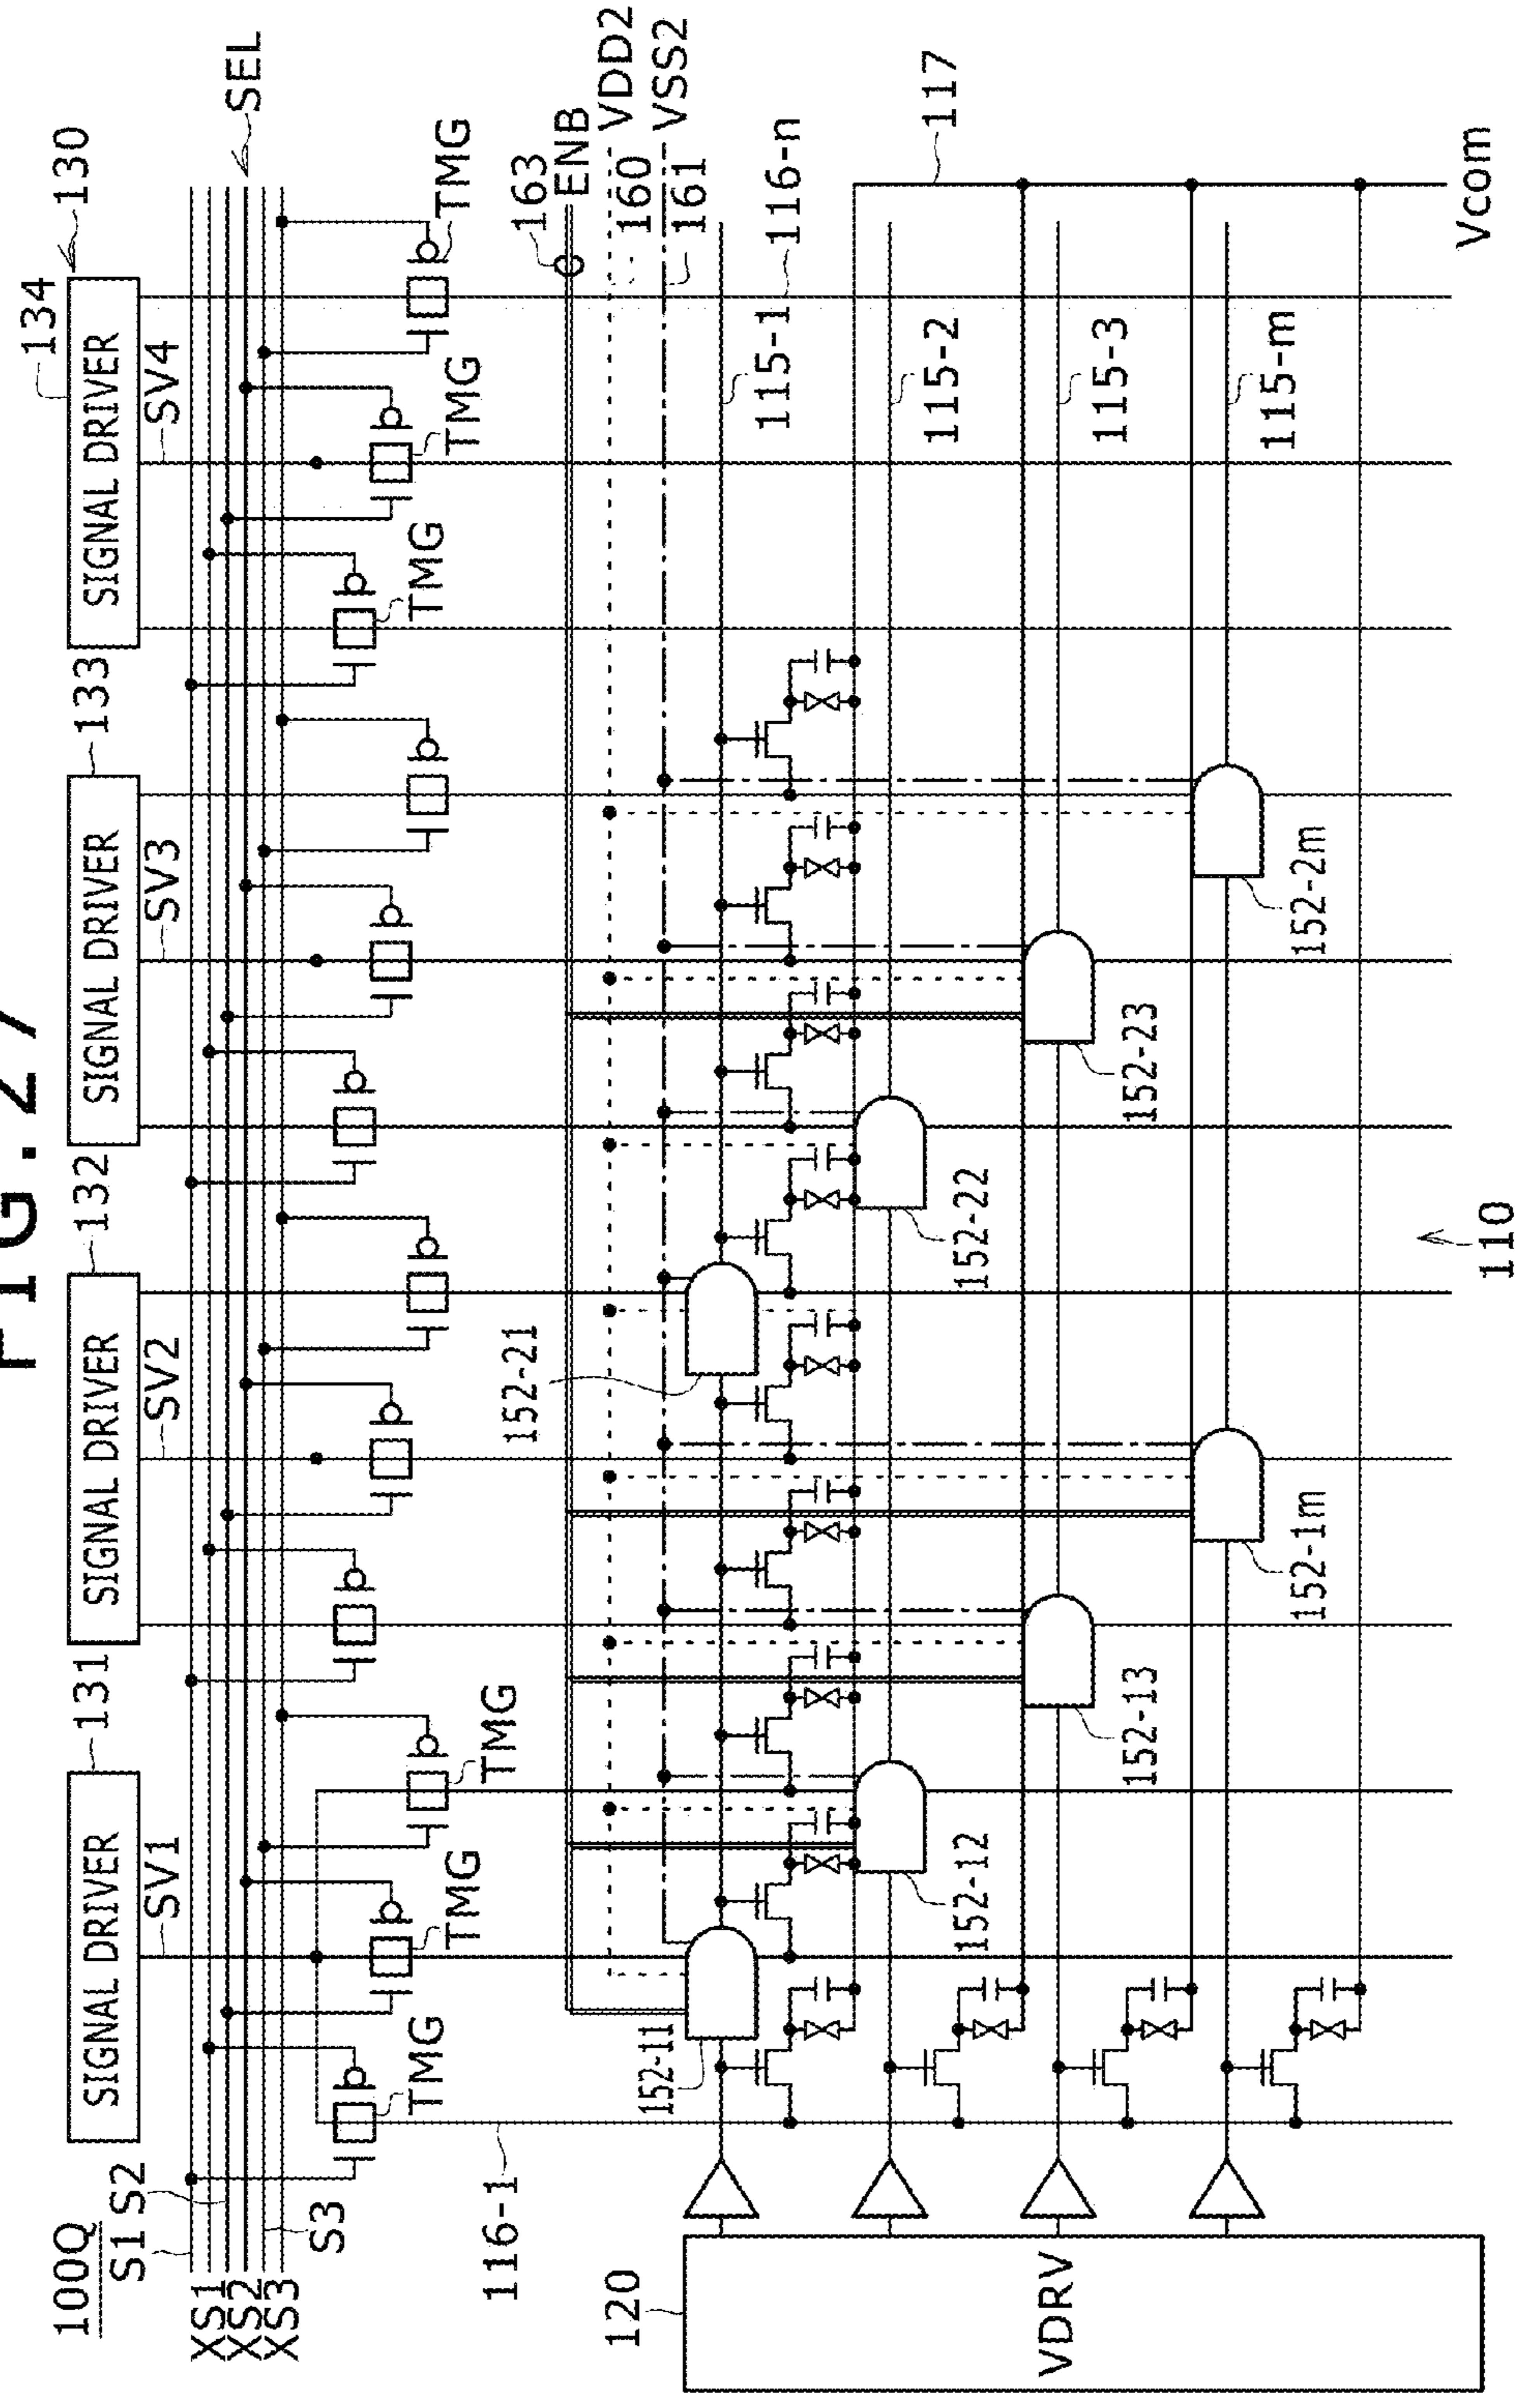 FIG. 27
100Q
S1
S2
XS1
XS2
XS3
S3
SEL
130
131
132
133
134
SIGNAL DRIVER
SIGNAL DRIVER
SIGNAL DRIVER
SIGNAL DRIVER
SV1
SV2
SV3
SV4
TMG
TMG
TMG
TMG
TMG
TMG
163
ENB
VDD2
160
VSS2
161
116-1
116-n
152-11
152-21
115-1
152-12
152-22
115-2
117
152-13
152-23
115-3
152-1m
152-2m
115-m
120
VDRV
110
Vcom